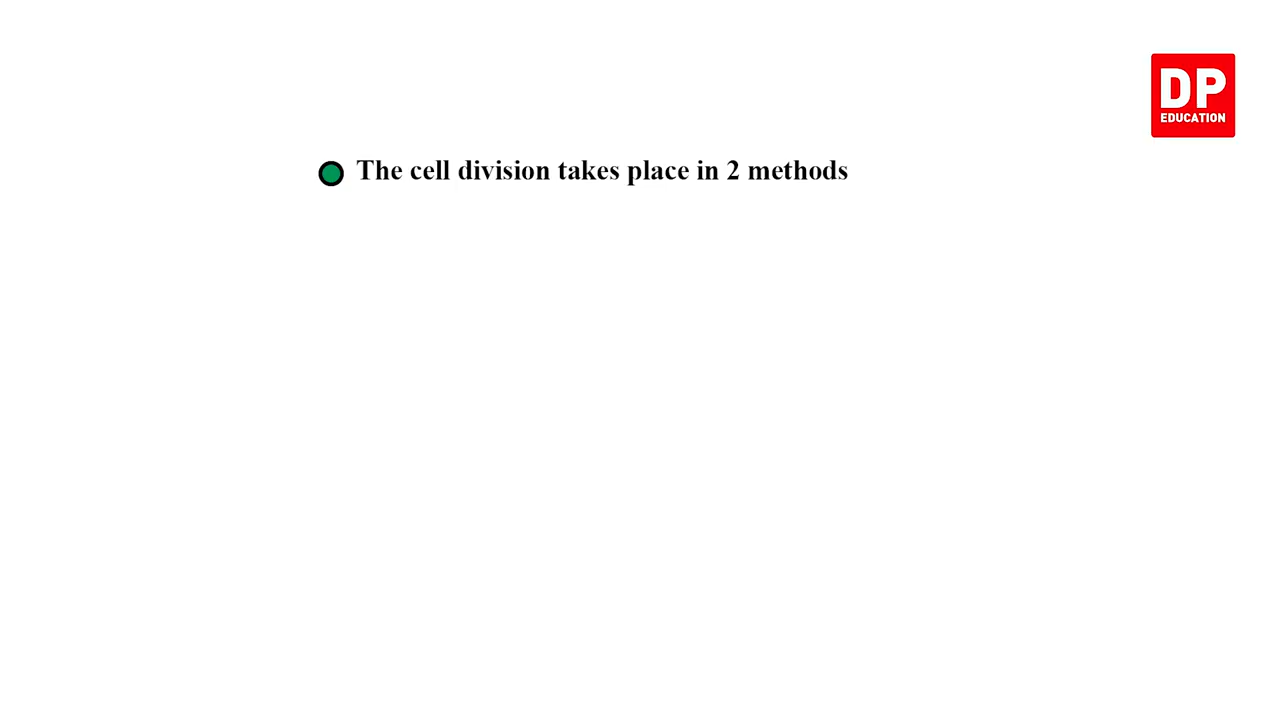 DP
EDUCATION
The cell division takes place in 2 methods